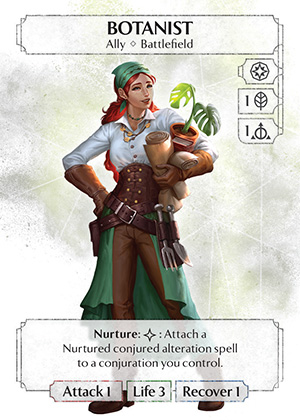 BOTANIST
Ally ⟡ Battlefield
1
1
Nurture: ⟡ : Attach a
Nurtured conjured alteration spell
to a conjuration you control.
Attack 1 Life 3 Recover 1